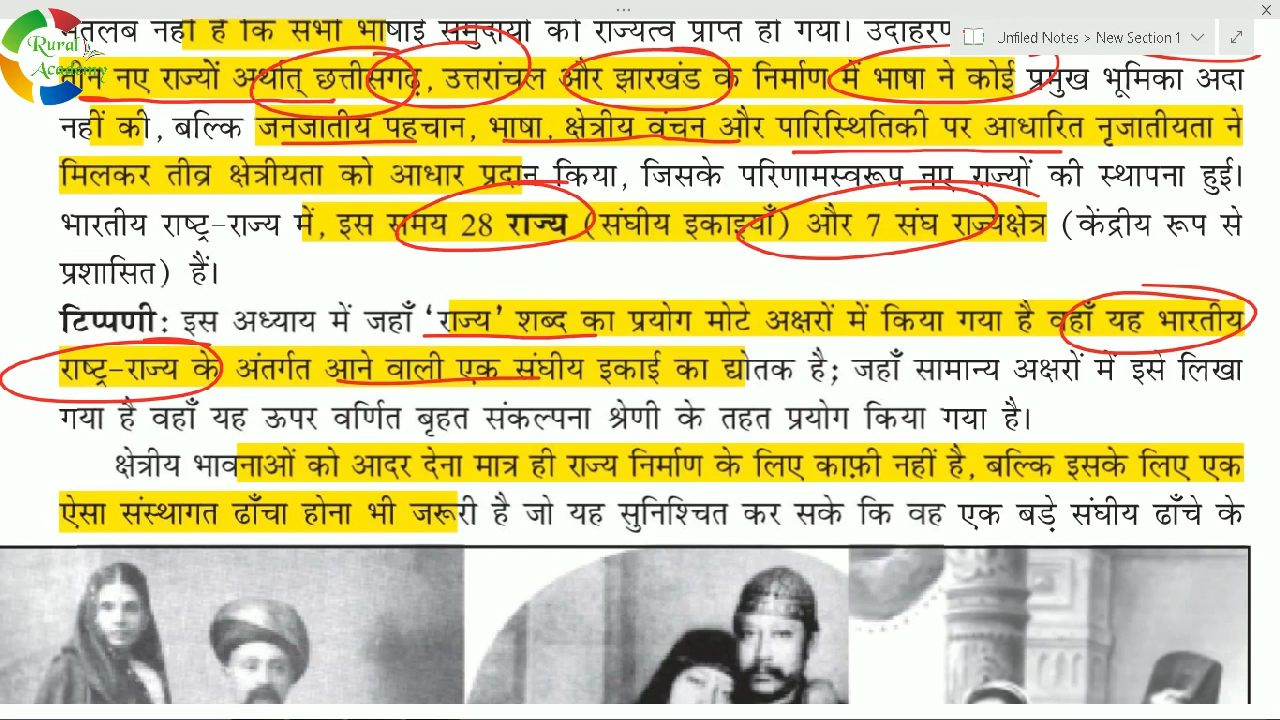 मतलब नहीं है कि सभी भाषाई समुदायों को राज्यत्व प्राप्त हो गया। उदाहरण
Rural Academy
Unfiled Notes > New Section1
तीन नए राज्यों अर्थात् छत्तीसगढ़, उत्तरांचल और झारखंड के निर्माण में भाषा ने कोई प्रमुख भूमिका अदा
नहीं की, बल्कि जनजातीय पहचान, भाषा, क्षेत्रीय वंचन और पारिस्थितिकी पर आधारित नृजातीयता ने
मिलकर तीव्र क्षेत्रीयता को आधार प्रदान किया, जिसके परिणामस्वरूप नए राज्यों की स्थापना हुई।
भारतीय राष्ट्र-राज्य में, इस समय 28 राज्य (संघीय इकाइयाँ) और 7 संघ राज्यक्षेत्र (केंद्रीय रूप से
प्रशासित) हैं।
टिप्पणी: इस अध्याय में जहाँ 'राज्य' शब्द का प्रयोग मोटे अक्षरों में किया गया है वहाँ यह भारतीय
राष्ट्र-राज्य के अंतर्गत आने वाली एक संघीय इकाई का द्योतक है; जहाँ सामान्य अक्षरों में इसे लिखा
गया है वहाँ यह ऊपर वर्णित बृहत संकल्पना श्रेणी के तहत प्रयोग किया गया है।
क्षेत्रीय भावनाओं को आदर देना मात्र ही राज्य निर्माण के लिए काफ़ी नहीं है, बल्कि इसके लिए एक
ऐसा संस्थागत ढाँचा होना भी जरूरी है जो यह सुनिश्चित कर सके कि वह एक बड़े संघीय ढाँचे के